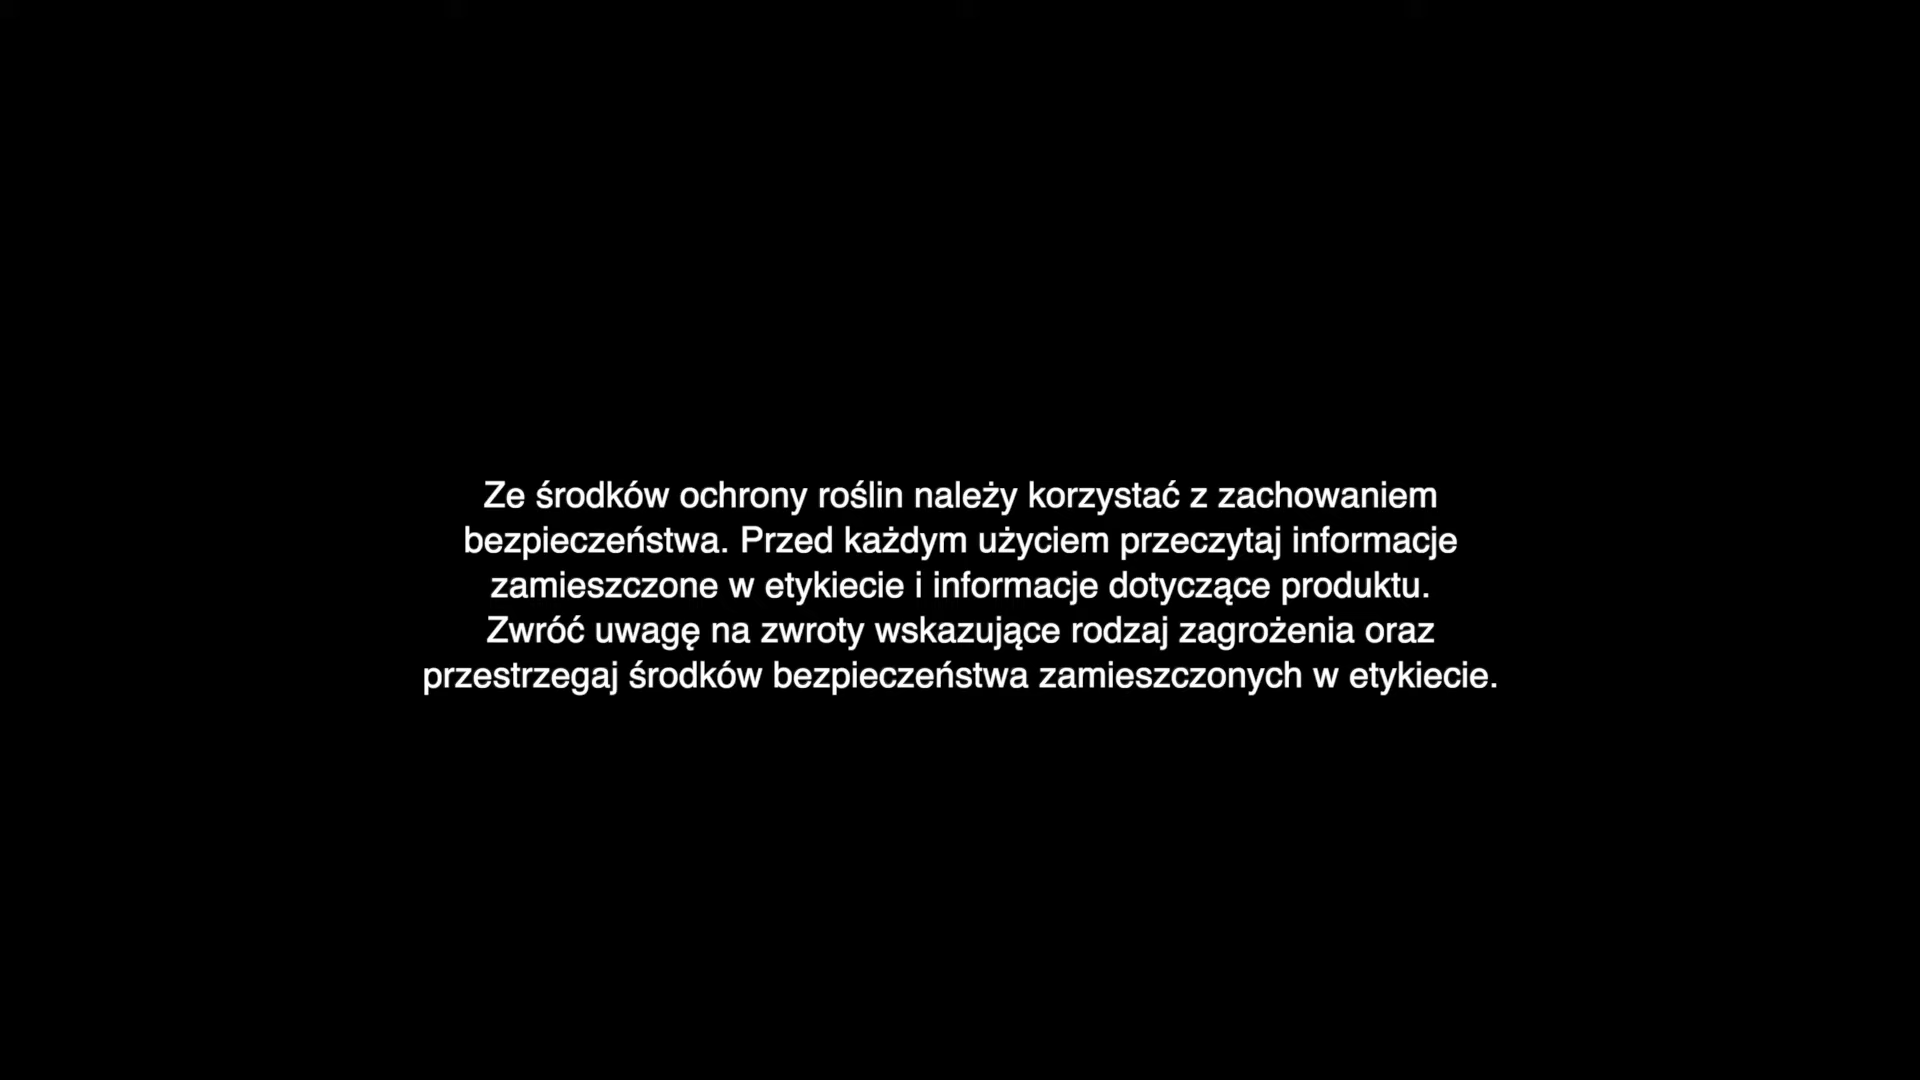 Ze środków ochrony roślin należy korzystać z zachowaniem
bezpieczeństwa. Przed każdym użyciem przeczytaj informacje
zamieszczone w etykiecie i informacje dotyczące produktu.
Zwróć uwagę na zwroty wskazujące rodzaj zagrożenia oraz
przestrzegaj środków bezpieczeństwa zamieszczonych w etykiecie.